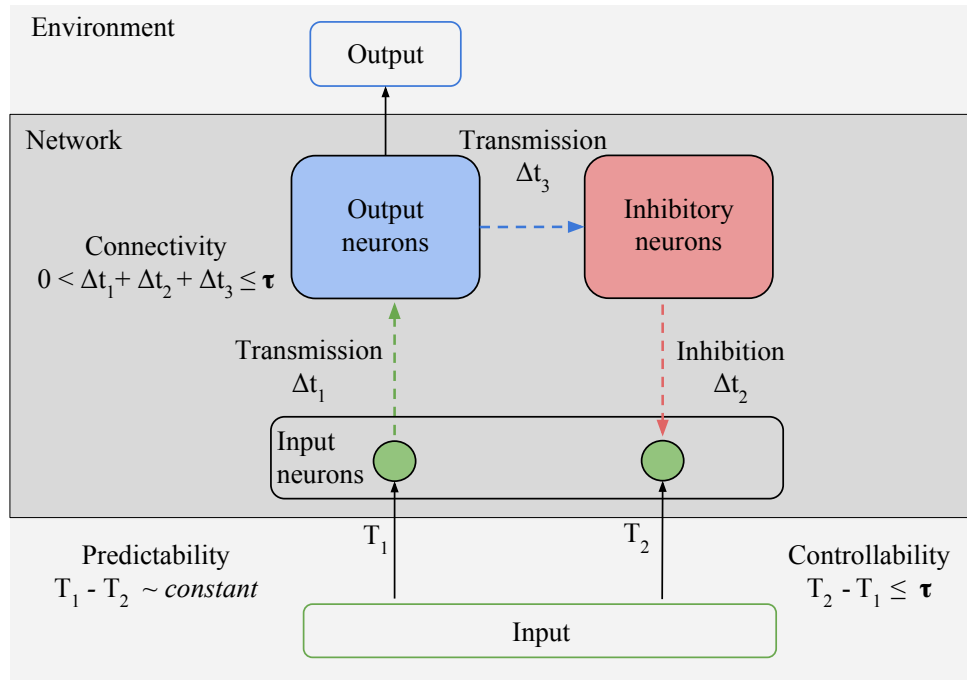 Environment
Output
Network
Transmission
Δt₃
Output
neurons
Inhibitory
neurons
Connectivity
0 < Δt₁ + Δt₂ + Δt₃ ≤ τ
Transmission
Δt₁
Inhibition
Δt₂
Input
neurons
T₁
T₂
Predictability
T₁ - T₂ ~ constant
Controllability
T₂ - T₁ ≤ τ
Input